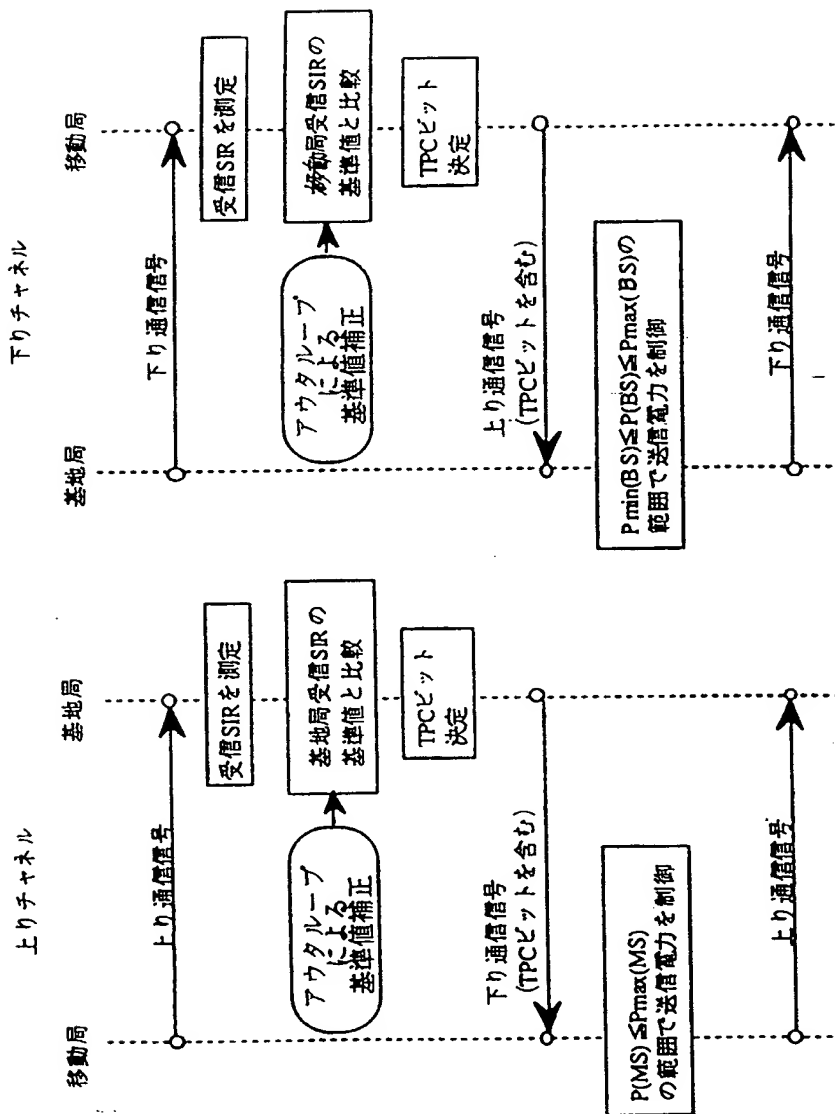 上りチャネル
移動局
基地局
上り通信信号
受信SIRを測定
アウタループ
による
基準値補正
基地局受信SIRの
基準値と比較
TPCビット
決定
下り通信信号
(TPCビットを含む)
P(MS)≦Pmax(MS)
の範囲で送信電力を制御
上り通信信号
下りチャネル
基地局
移動局
下り通信信号
受信SIRを測定
アウタループ
による
基準値補正
移動局受信SIRの
基準値と比較
TPCビット
決定
上り通信信号
(TPCビットを含む)
Pmin(BS)≦P(BS)≦Pmax(BS)の
範囲で送信電力を制御
下り通信信号